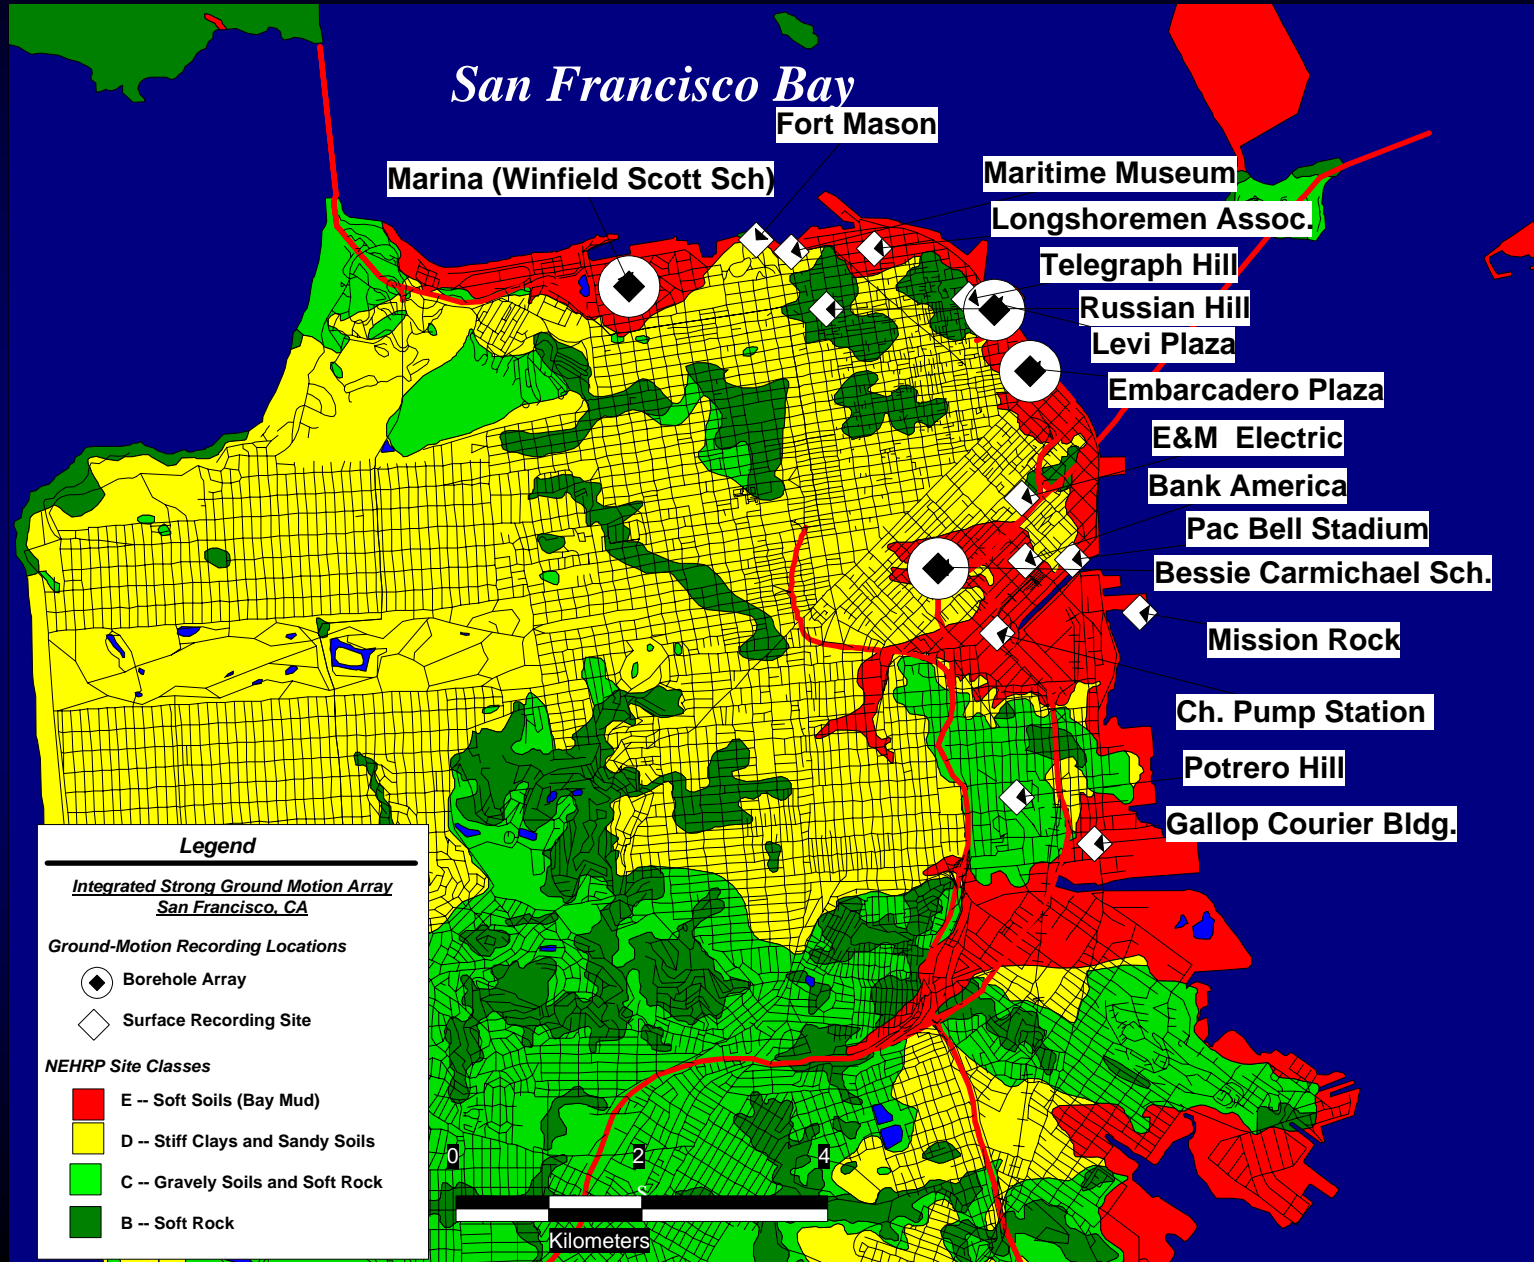 San Francisco Bay
Fort Mason
Marina (Winfield Scott Sch)
Maritime Museum
Longshoremen Assoc.
Telegraph Hill
Russian Hill
Levi Plaza
Embarcadero Plaza
E&M Electric
Bank America
Pac Bell Stadium
Bessie Carmichael Sch.
Mission Rock
Ch. Pump Station
Potrero Hill
Gallop Courier Bldg.
Legend
Integrated Strong Ground Motion Array
San Francisco, CA
Ground-Motion Recording Locations
Borehole Array
Surface Recording Site
NEHRP Site Classes
E -- Soft Soils (Bay Mud)
D -- Stiff Clays and Sandy Soils
C -- Gravely Soils and Soft Rock
B -- Soft Rock
0 2 4
Kilometers